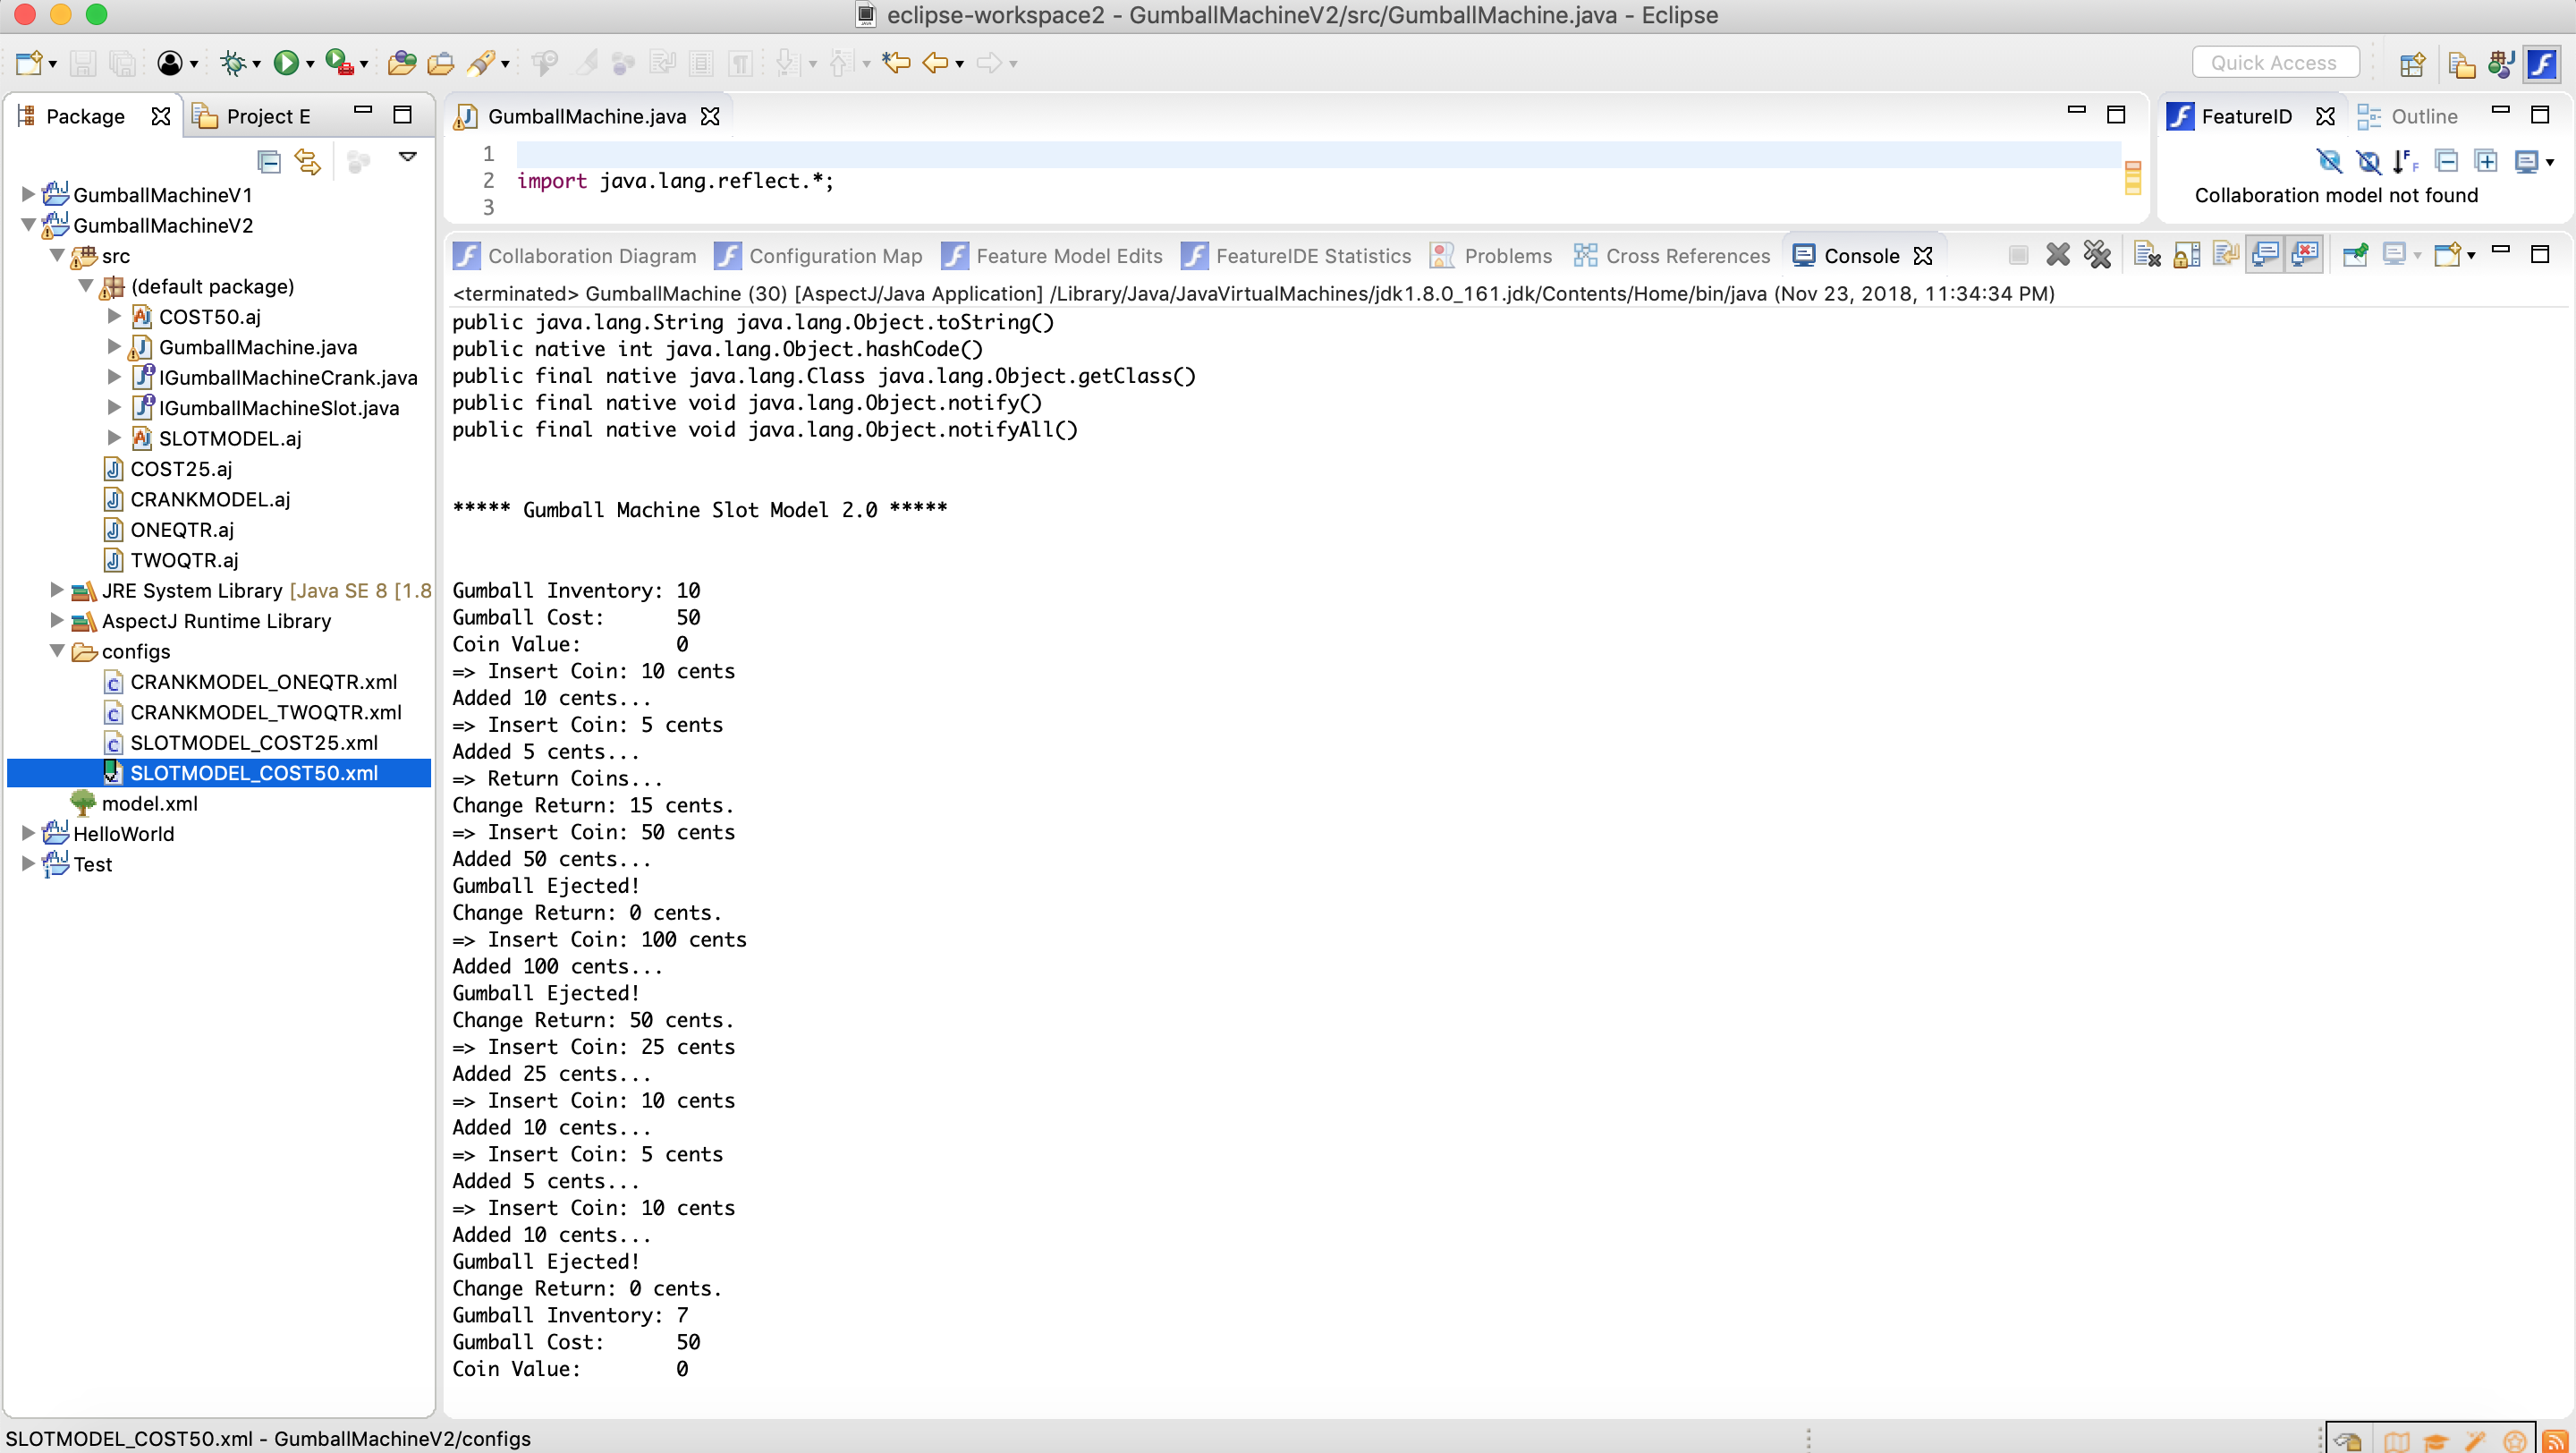 eclipse-workspace2 - GumballMachineV2/src/GumballMachine.java - Eclipse
Quick Access
Package
Project E
GumballMachineV1
GumballMachineV2
src
(default package)
COST50.aj
GumballMachine.java
IGumballMachineCrank.java
IGumballMachineSlot.java
SLOTMODEL.aj
COST25.aj
CRANKMODEL.aj
ONEQTR.aj
TWOQTR.aj
JRE System Library [Java SE 8 [1.8
AspectJ Runtime Library
configs
CRANKMODEL_ONEQTR.xml
CRANKMODEL_TWOQTR.xml
SLOTMODEL_COST25.xml
SLOTMODEL_COST50.xml
model.xml
HelloWorld
Test
GumballMachine.java
1
2 import java.lang.reflect.*;
3
FeatureID
Outline
Collaboration model not found
Collaboration Diagram
Configuration Map
Feature Model Edits
FeatureIDE Statistics
Problems
Cross References
Console
<terminated> GumballMachine (30) [AspectJ/Java Application] /Library/Java/JavaVirtualMachines/jdk1.8.0_161.jdk/Contents/Home/bin/java (Nov 23, 2018, 11:34:34 PM)
public java.lang.String java.lang.Object.toString()
public native int java.lang.Object.hashCode()
public final native java.lang.Class java.lang.Object.getClass()
public final native void java.lang.Object.notify()
public final native void java.lang.Object.notifyAll()
***** Gumball Machine Slot Model 2.0 *****
Gumball Inventory: 10
Gumball Cost: 50
Coin Value: 0
=> Insert Coin: 10 cents
Added 10 cents...
=> Insert Coin: 5 cents
Added 5 cents...
=> Return Coins...
Change Return: 15 cents.
=> Insert Coin: 50 cents
Added 50 cents...
Gumball Ejected!
Change Return: 0 cents.
=> Insert Coin: 100 cents
Added 100 cents...
Gumball Ejected!
Change Return: 50 cents.
=> Insert Coin: 25 cents
Added 25 cents...
=> Insert Coin: 10 cents
Added 10 cents...
=> Insert Coin: 5 cents
Added 5 cents...
=> Insert Coin: 10 cents
Added 10 cents...
Gumball Ejected!
Change Return: 0 cents.
Gumball Inventory: 7
Gumball Cost: 50
Coin Value: 0
SLOTMODEL_COST50.xml - GumballMachineV2/configs